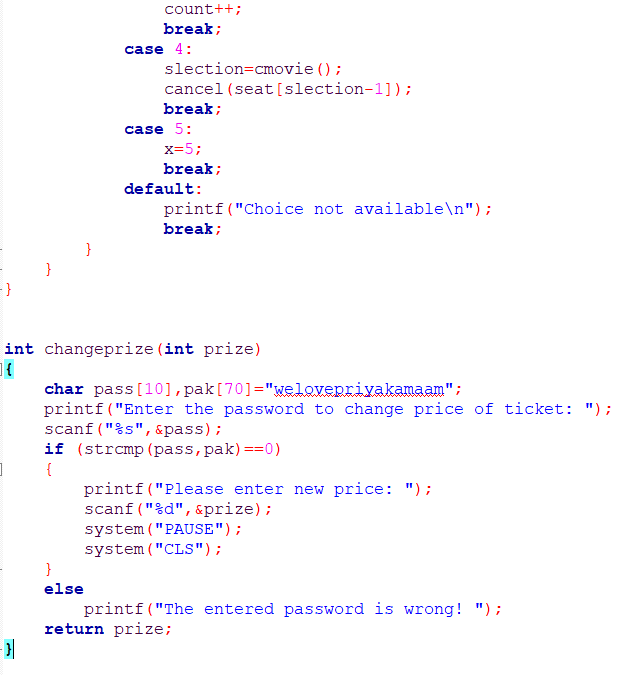 count++;
break;
case 4:
slection=cmovie();
cancel(seat[slection-1]);
break;
case 5:
x=5;
break;
default:
printf("Choice not available\n");
break;
}
}
}
int changeprize(int prize)
{
char pass[10],pak[70]="welovepriyakamaam";
printf("Enter the password to change price of ticket: ");
scanf("%s",&pass);
if (strcmp(pass,pak)==0)
{
printf("Please enter new price: ");
scanf("%d",&prize);
system("PAUSE");
system("CLS");
}
else
printf("The entered password is wrong! ");
return prize;
}